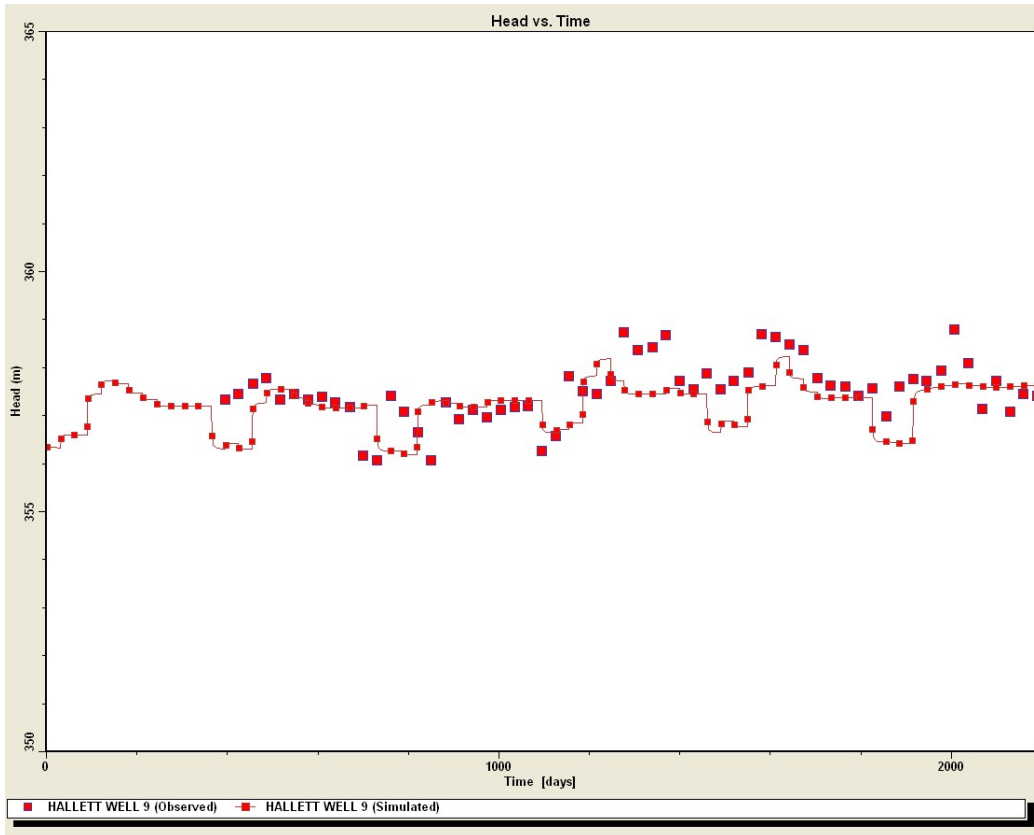 Head vs. Time
365
360
355
350
Head (m)
0
1000
2000
Time [days]
HALLETT WELL 9 (Observed)
HALLETT WELL 9 (Simulated)